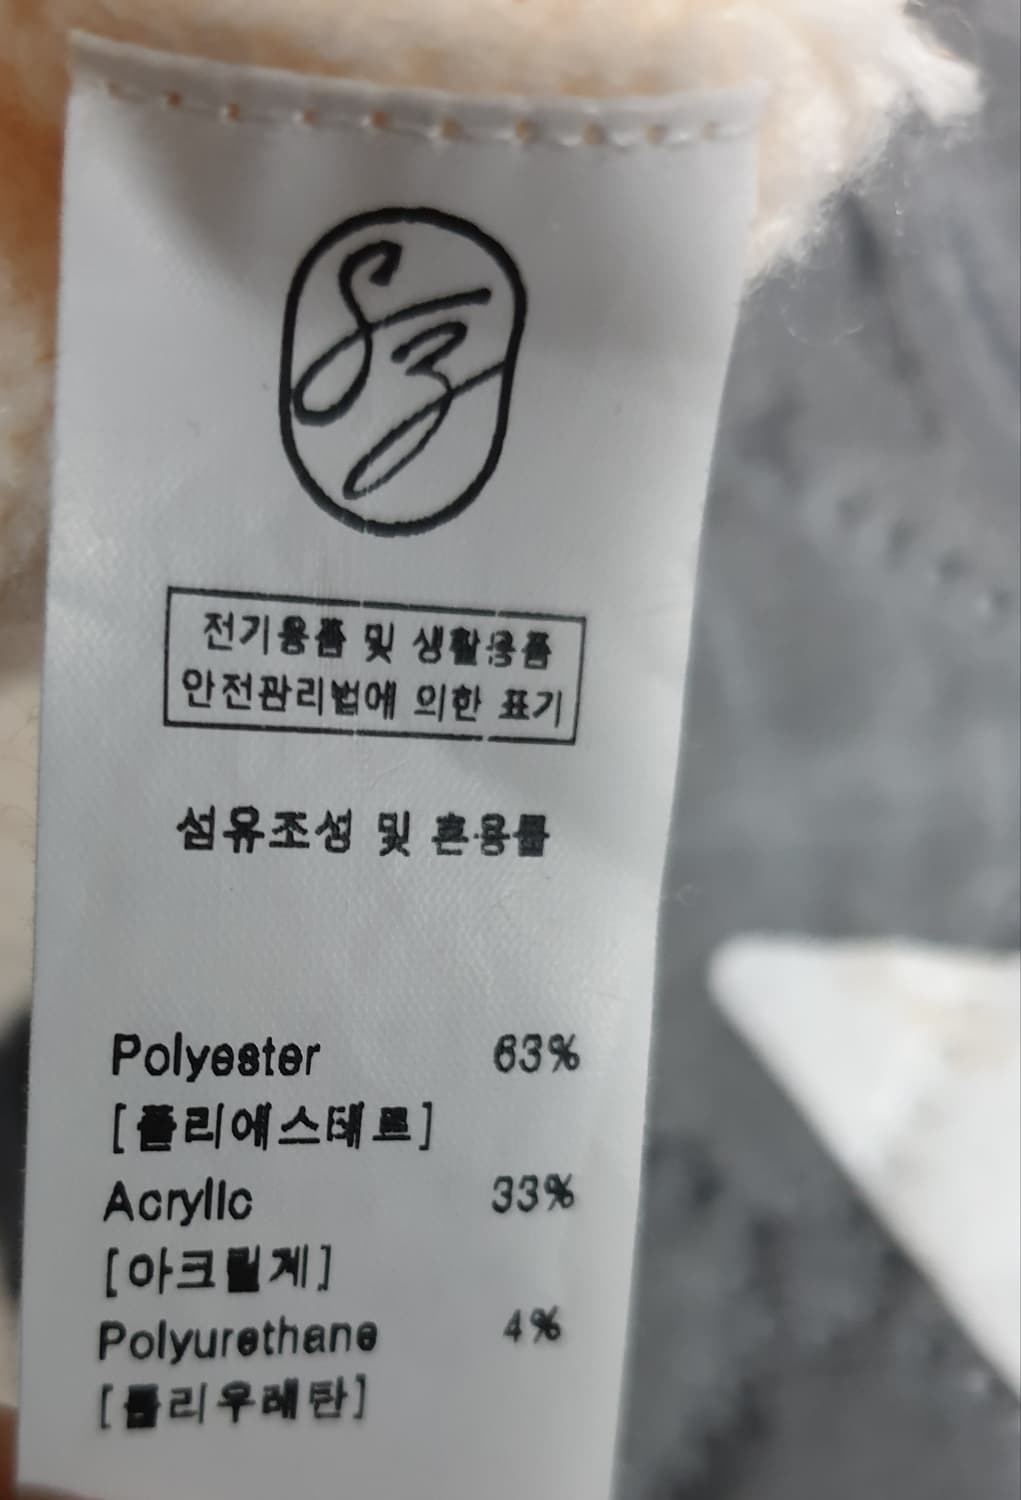 전기용품 및 생활용품
안전관리법에 의한 표기
섬유조성 및 혼용률
Polyester 63%
[폴리에스테르]
Acrylic 33%
[아크릴계]
Polyurethane 4%
[폴리우레탄]